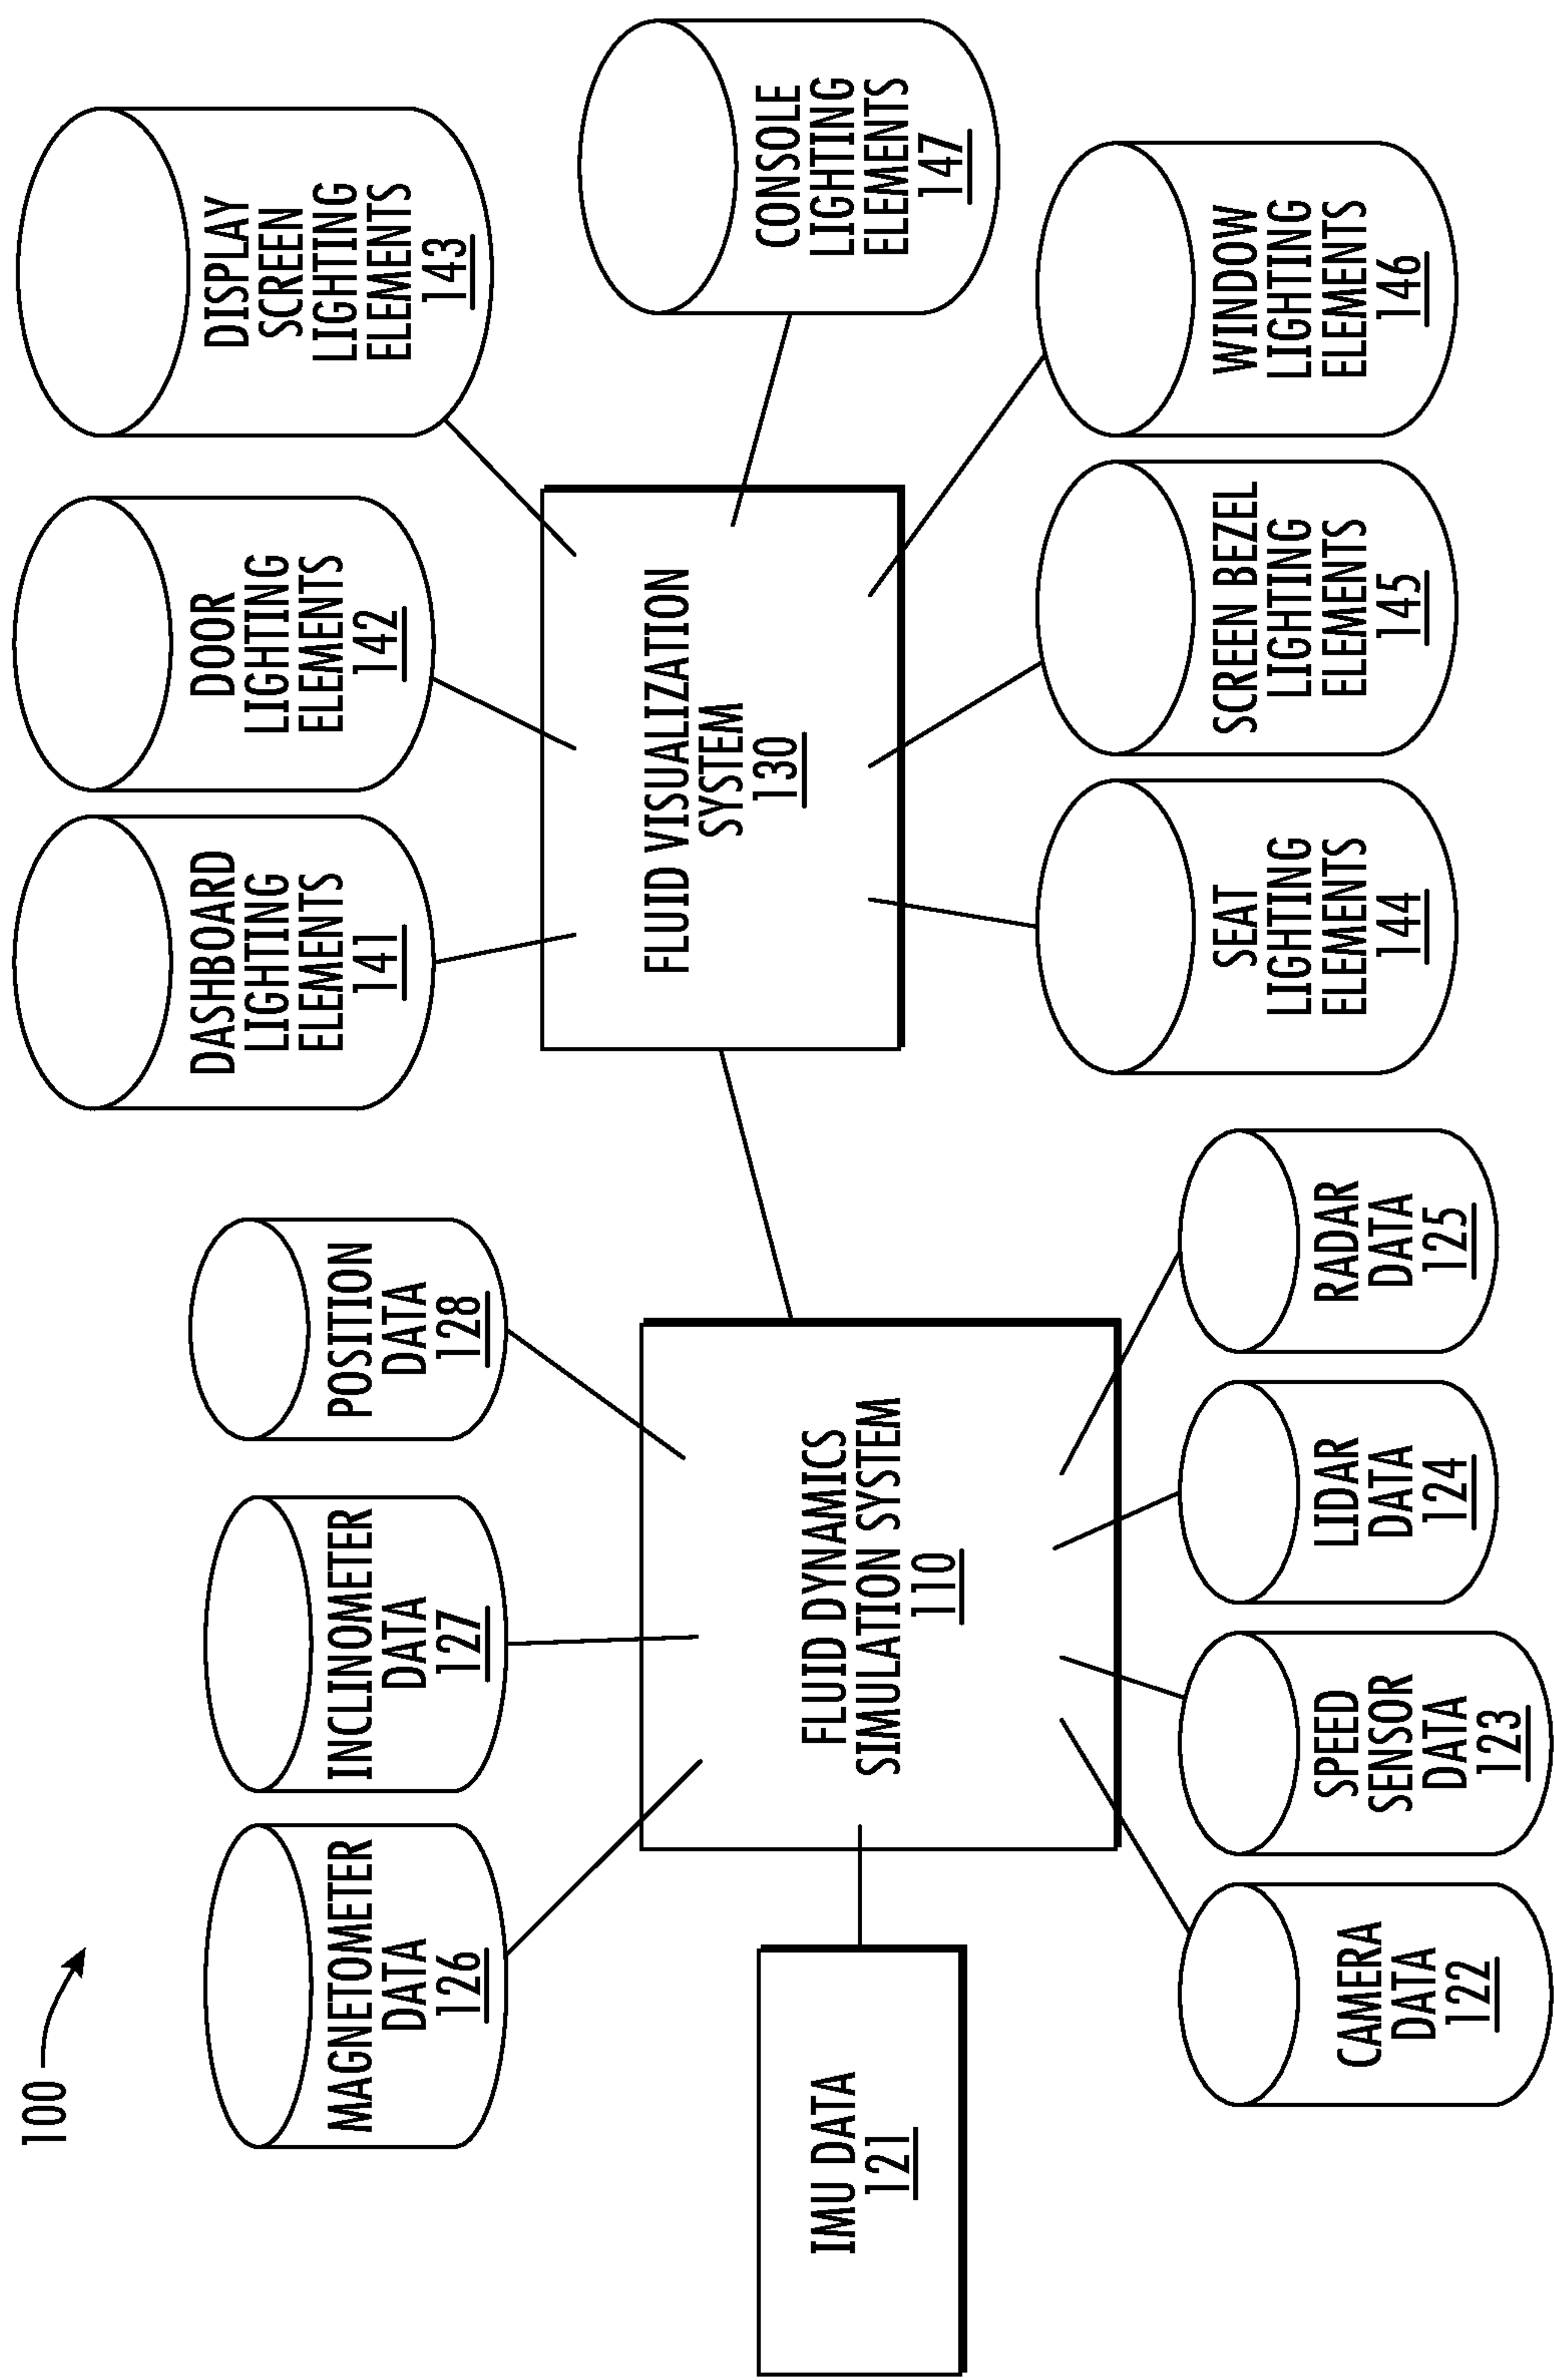 100
MAGNETOMETER
DATA
126
INCLINOMETER
DATA
127
POSITION
DATA
128
DASHBOARD
LIGHTING
ELEMENTS
141
DOOR
LIGHTING
ELEMENTS
142
DISPLAY
SCREEN
LIGHTING
ELEMENTS
143
IMU DATA
121
FLUID DYNAMICS
SIMULATION SYSTEM
110
FLUID VISUALIZATION
SYSTEM
130
CONSOLE
LIGHTING
ELEMENTS
147
CAMERA
DATA
122
SPEED
SENSOR
DATA
123
LIDAR
DATA
124
RADAR
DATA
125
SEAT
LIGHTING
ELEMENTS
144
SCREEN BEZEL
LIGHTING
ELEMENTS
145
WINDOW
LIGHTING
ELEMENTS
146